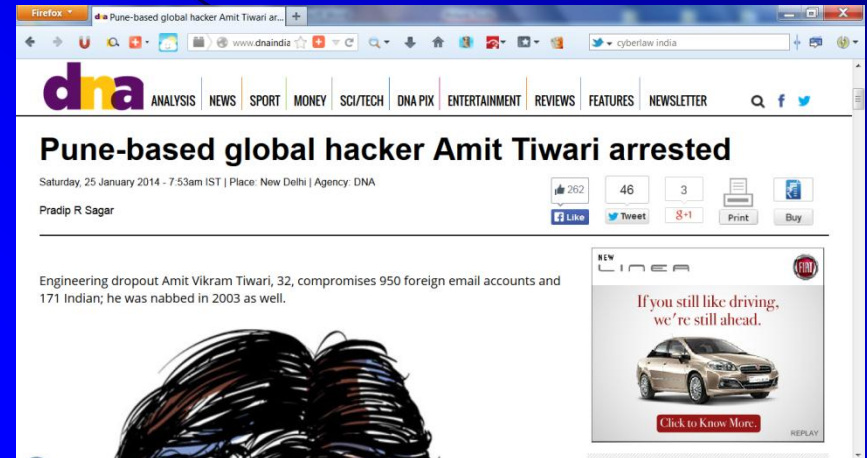 Firefox
dna Pune-based global hacker Amit Tiwari ar...
www.dnaindia
cyberlaw india
dna
ANALYSIS NEWS SPORT MONEY SCI/TECH DNA PIX ENTERTAINMENT REVIEWS FEATURES NEWSLETTER
Pune-based global hacker Amit Tiwari arrested
Saturday, 25 January 2014 - 7:53am IST | Place: New Delhi | Agency: DNA
Pradip R Sagar
262
46
3
Like
Tweet
g+1
Print
Buy
Engineering dropout Amit Vikram Tiwari, 32, compromises 950 foreign email accounts and
171 Indian; he was nabbed in 2003 as well.
NEW
LINEA
FIAT
If you still like driving,
we're still ahead.
Click to Know More.
REPLAY